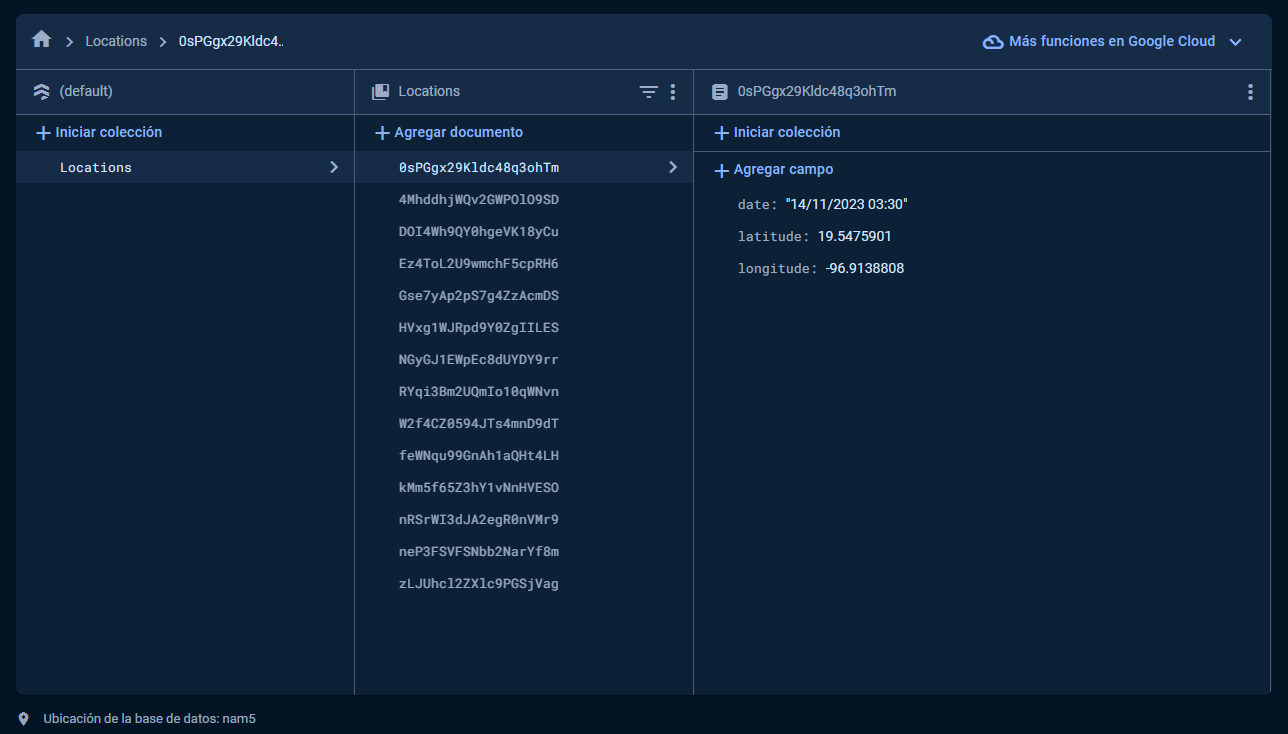 Locations
0sPGgx29Kldc4..
Más funciones en Google Cloud
(default)
Iniciar colección
Locations
Locations
Agregar documento
0sPGgx29Kldc48q3ohTm
4MhddhjWQv2GWPOlO9SD
DOI4Wh9QY0hgeVK18yCu
Ez4ToL2U9wmchF5cpRH6
Gse7yAp2pS7g4ZzAcmDS
HVxg1WJRpd9Y0ZgIILES
NGyGJ1EWpEc8dUYDY9rr
RYqi3Bm2UQmIo10qWNvn
W2f4CZ0594JTs4mnD9dT
feWNqu99GnAh1aQHt4LH
kMm5f65Z3hY1vNnHVESO
nRSrWI3dJA2egR0nVMr9
neP3FSVFSNbb2NarYf8m
zLJUhcl2ZXlc9PGSjVag
0sPGgx29Kldc48q3ohTm
Iniciar colección
Agregar campo
date: "14/11/2023 03:30"
latitude: 19.5475901
longitude: -96.9138808
Ubicación de la base de datos: nam5